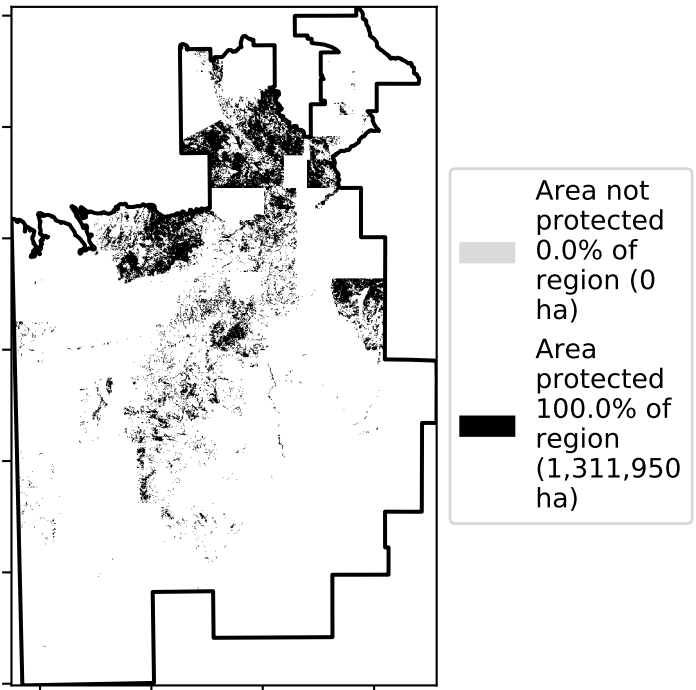 Area not
protected
0.0% of
region (0
ha)
Area
protected
100.0% of
region
(1,311,950
ha)